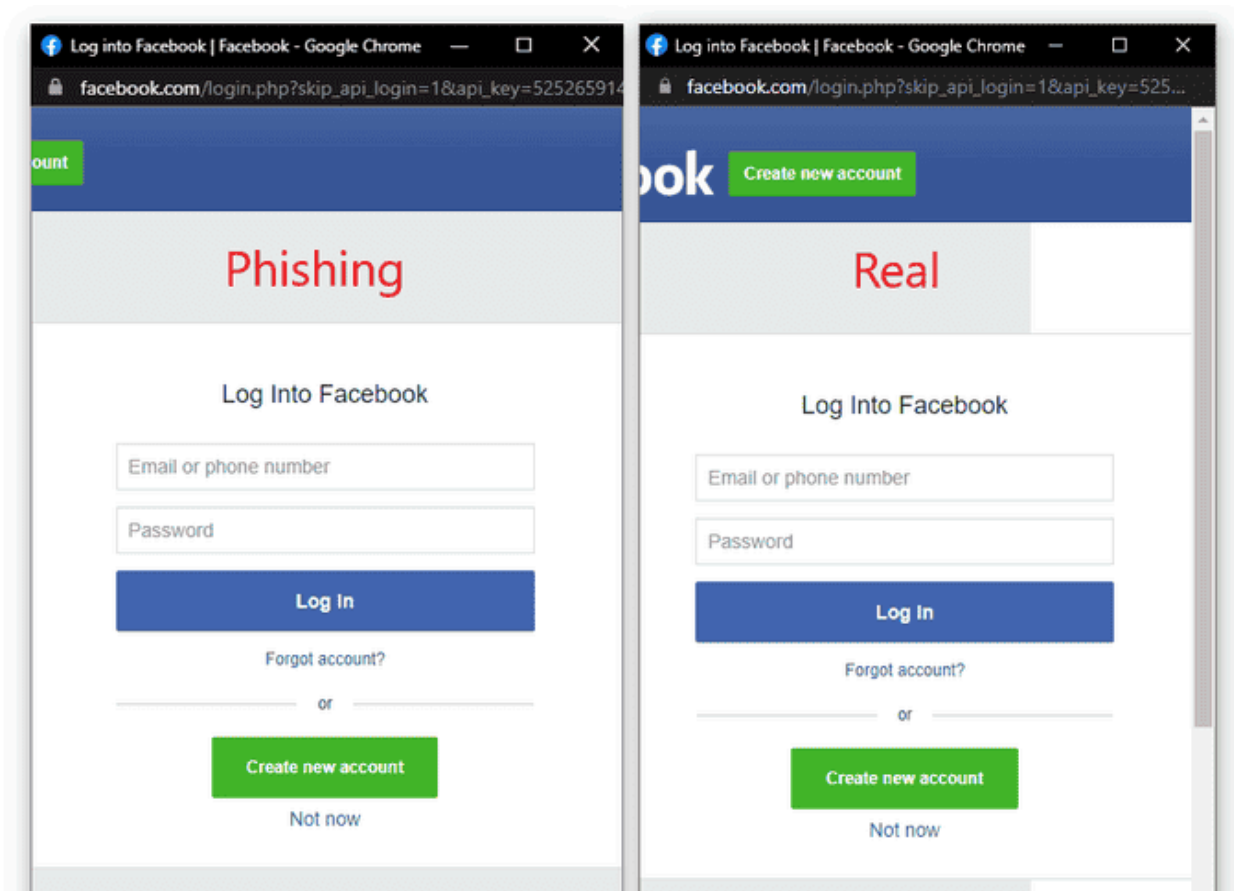 Log into Facebook | Facebook - Google Chrome
facebook.com/login.php?skip_api_login=1&api_key=525265914
ount
Phishing
Log Into Facebook
Email or phone number
Password
Log In
Forgot account?
or
Create new account
Not now
Log into Facebook | Facebook - Google Chrome
facebook.com/login.php?skip_api_login=1&api_key=525...
ook
Create new account
Real
Log Into Facebook
Email or phone number
Password
Log In
Forgot account?
or
Create new account
Not now